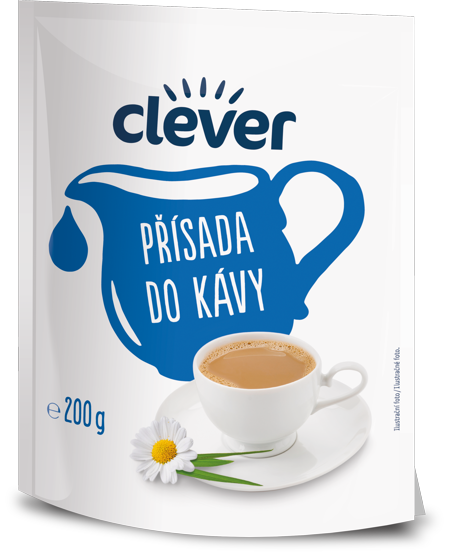 clever
PŘÍSADA
DO KÁVY
℮ 200 g
Ilustrační foto/Ilustračné foto.